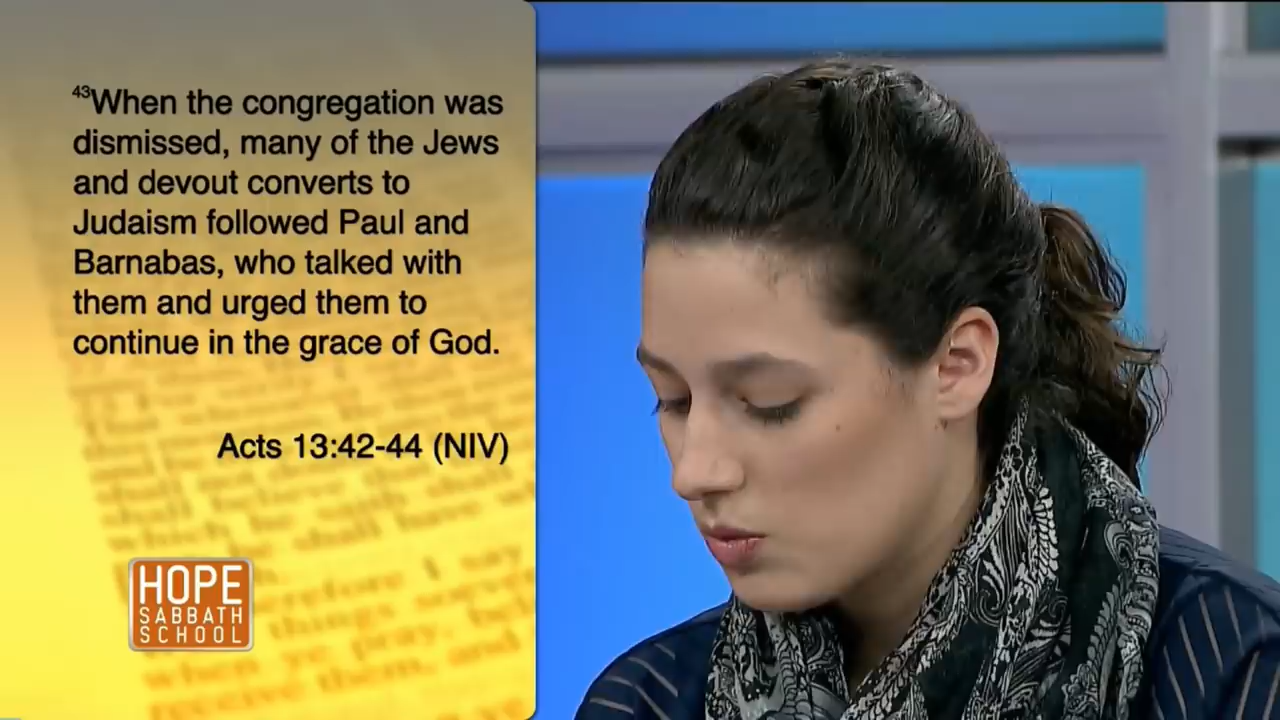 43When the congregation was
dismissed, many of the Jews
and devout converts to
Judaism followed Paul and
Barnabas, who talked with
them and urged them to
continue in the grace of God.
Acts 13:42-44 (NIV)
HOPE
SABBATH
SCHOOL